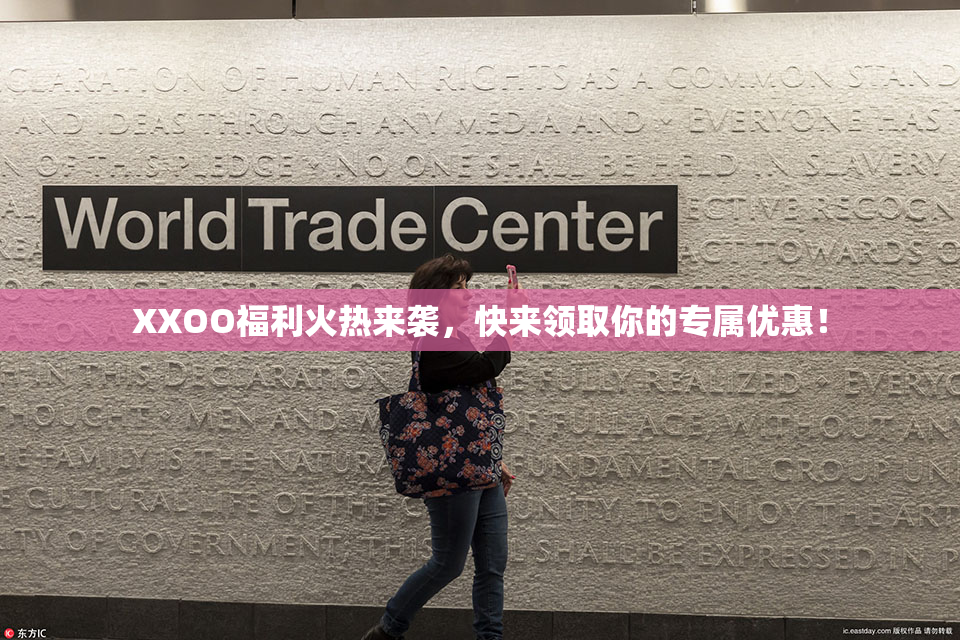 CLARATION OF HUMAN RIGHTS AS A COMMON STAND
AND IDEAS THROUGH ANY MEDIA AND · EVERYONE HAS T
N OF THIS PLEDGE · NO ONE SHALL BE HELD IN SLAVERY
World Trade Center
ECTIVE RECOGN
ACT TOWARDS O
XXOO福利火热来袭，快来领取你的专属优惠！
IN THIS DECLARATION FULLY REALIZED · EVERYO
THOUGHT MEN AND OF FULL AGE, WITHO
E FAMILY IS THE NATURA FUNDAMENTAL GROUP
E CULTURAL LIFE OF THE COMMUNITY, TO ENJOY THE ART
TY OF GOVERNMENT; THIS SHALL BE EXPRESSED IN P
东方IC
ic.eastday.com 版权作品 请勿转载